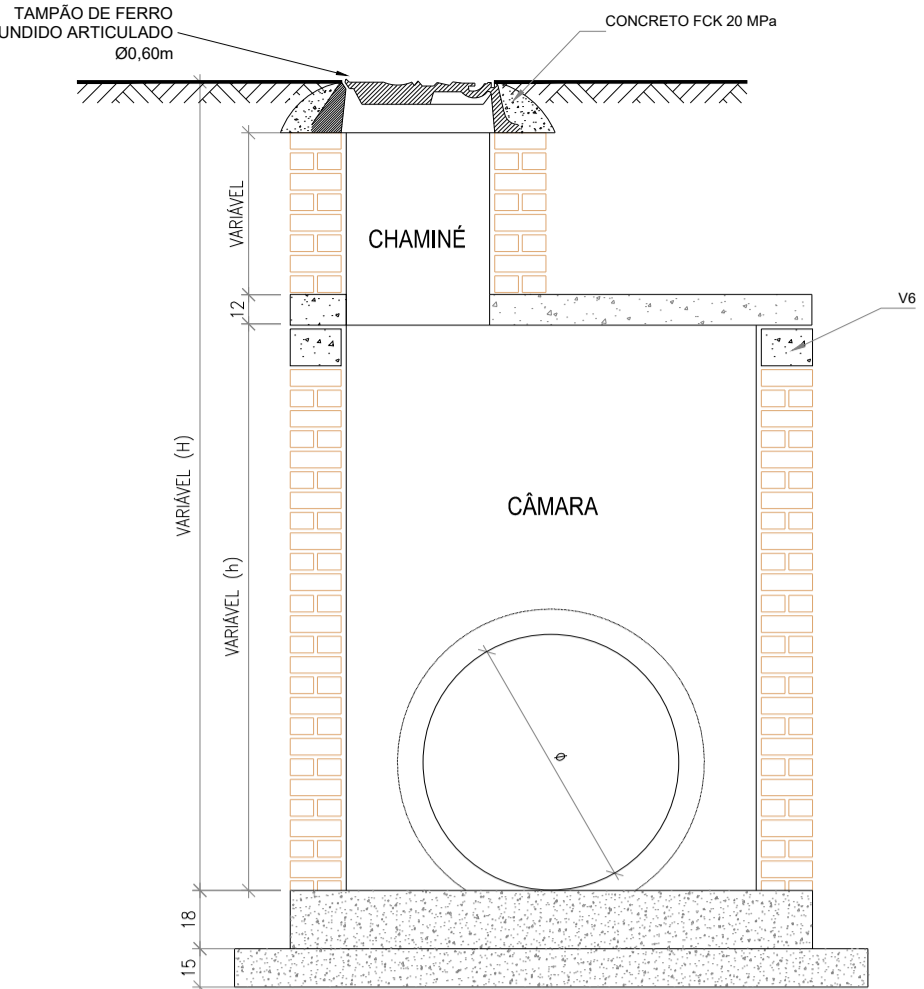 TAMPÃO DE FERRO
UNDIDO ARTICULADO
Ø0,60m
CONCRETO FCK 20 MPa
VARIÁVEL
CHAMINÉ
12
V6
VARIÁVEL (H)
CÂMARA
VARIÁVEL (h)
Ø
18
15